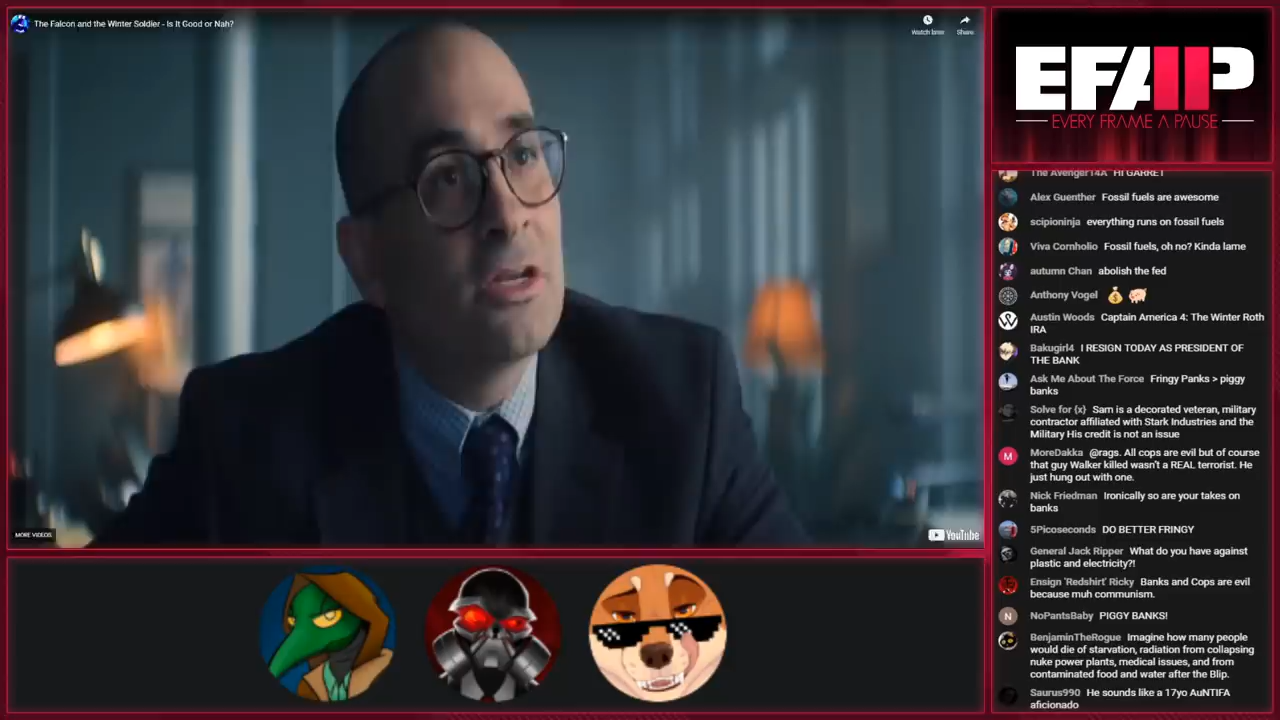 The Falcon and the Winter Soldier - Is It Good or Nah?
Watch later
Share
MORE VIDEOS
YouTube
EFAP
EVERY FRAME A PAUSE
The Avenger14A HI GARRET
Alex Guenther Fossil fuels are awesome
scipioninja everything runs on fossil fuels
Viva Cornholio Fossil fuels, oh no? Kinda lame
autumn Chan abolish the fed
Anthony Vogel
Austin Woods Captain America 4: The Winter Roth
IRA
Bakugirl4 I RESIGN TODAY AS PRESIDENT OF
THE BANK
Ask Me About The Force Fringy Panks > piggy
banks
Solve for {x} Sam is a decorated veteran, military
contractor affiliated with Stark Industries and the
Military His credit is not an issue
M
MoreDakka @rags. All cops are evil but of course
that guy Walker killed wasn't a REAL terrorist. He
just hung out with one.
Nick Friedman Ironically so are your takes on
banks
5Picoseconds DO BETTER FRINGY
General Jack Ripper What do you have against
plastic and electricity?!
Ensign 'Redshirt' Ricky Banks and Cops are evil
because muh communism.
N
NoPantsBaby PIGGY BANKS!
BenjaminTheRogue Imagine how many people
would die of starvation, radiation from collapsing
nuke power plants, medical issues, and from
contaminated food and water after the Blip.
Saurus990 He sounds like a 17yo AuNTIFA
aficionado